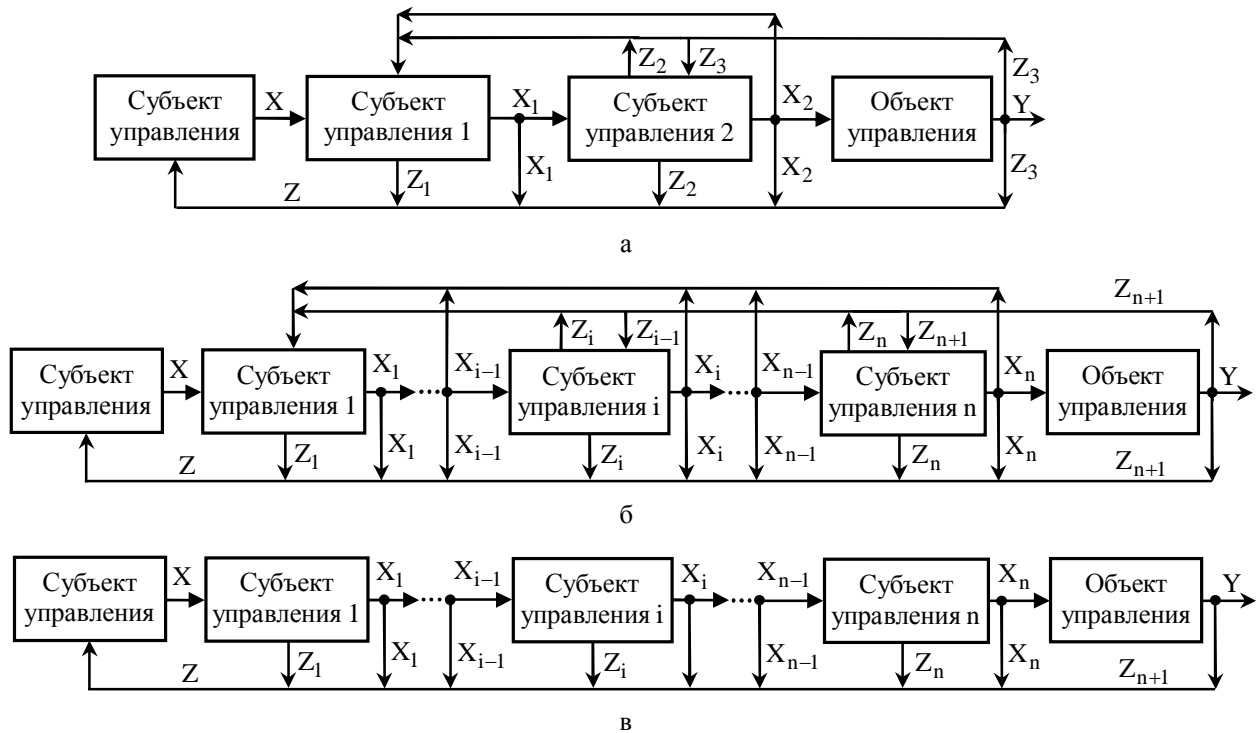 Z₂
Z₃
Z₃
Субъект
управления
X
Субъект
управления 1
X₁
Субъект
управления 2
X₂
Объект
управления
Y
X₁
X₂
Z₃
Z₁
Z₂
Z
а
Zₙ₊₁
Zᵢ
Zᵢ₋₁
Zₙ
Zₙ₊₁
Субъект
управления
X
Субъект
управления 1
X₁
Xᵢ₋₁
Субъект
управления i
Xᵢ
Xₙ₋₁
Субъект
управления n
Xₙ
Объект
управления
Y
Z
Z₁
X₁
Xᵢ₋₁
Zᵢ
Xᵢ
Xₙ₋₁
Zₙ
Xₙ
Zₙ₊₁
б
Субъект
управления
X
Субъект
управления 1
X₁
Xᵢ₋₁
Субъект
управления i
Xᵢ
Xₙ₋₁
Субъект
управления n
Xₙ
Объект
управления
Y
Z
Z₁
X₁
Xᵢ₋₁
Zᵢ
Xᵢ
Xₙ₋₁
Zₙ
Xₙ
Zₙ₊₁
в